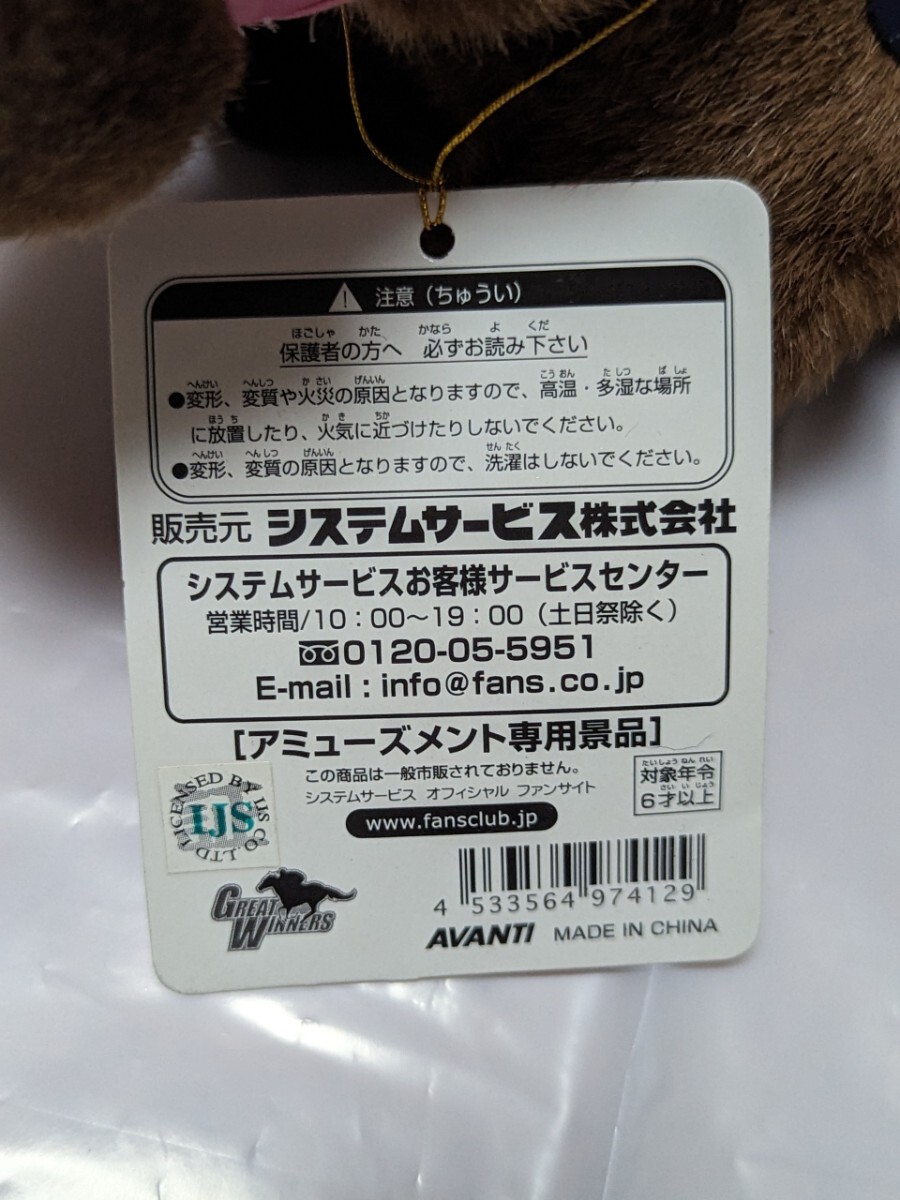 注意（ちゅうい）
ほごしゃ かた かなら よ くだ
保護者の方へ 必ずお読み下さい
へんけい へんしつ かさい げんいん こうおん たしつ ばしょ
●変形、変質や火災の原因となりますので、高温・多湿な場所
ほうち かき ちか
に放置したり、火気に近づけたりしないでください。
へんけい へんしつ げんいん せんたく
●変形、変質の原因となりますので、洗濯はしないでください。
販売元 システムサービス株式会社
システムサービスお客様サービスセンター
営業時間/10：00〜19：00（土日祭除く）
0120-05-5951
E-mail : info@fans.co.jp
[アミューズメント専用景品]
この商品は一般市販されておりません。
システムサービス オフィシャル ファンサイト
www.fansclub.jp
たいしょうねんれい
対象年令
さいいじょう
6才以上
LICENSED BY IJS CO.,LTD
IJS
GREAT WINNERS
4 533564 974129
AVANTI MADE IN CHINA